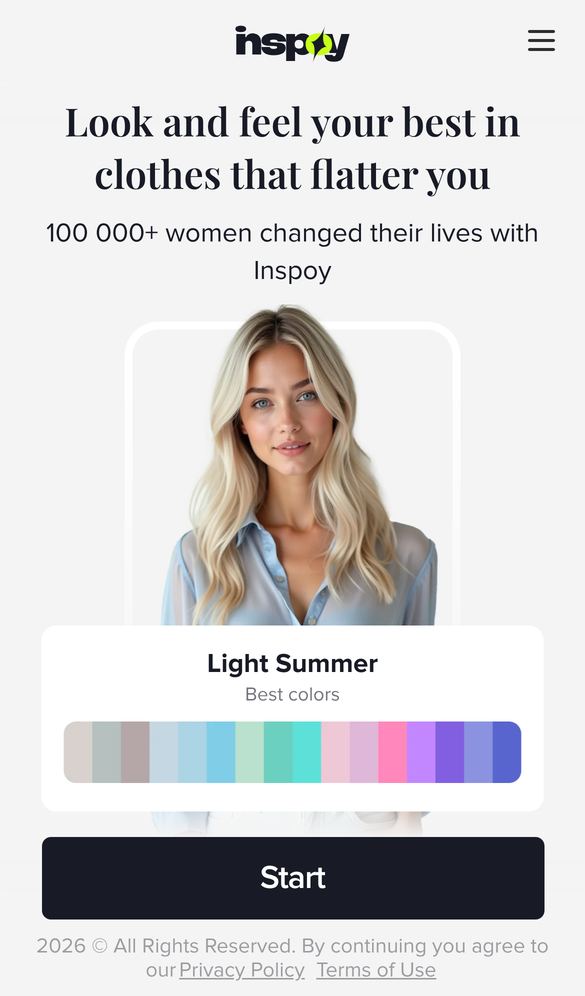 inspoy
Look and feel your best in
clothes that flatter you
100 000+ women changed their lives with
Inspoy
Light Summer
Best colors
Start
2026 © All Rights Reserved. By continuing you agree to
our Privacy Policy Terms of Use